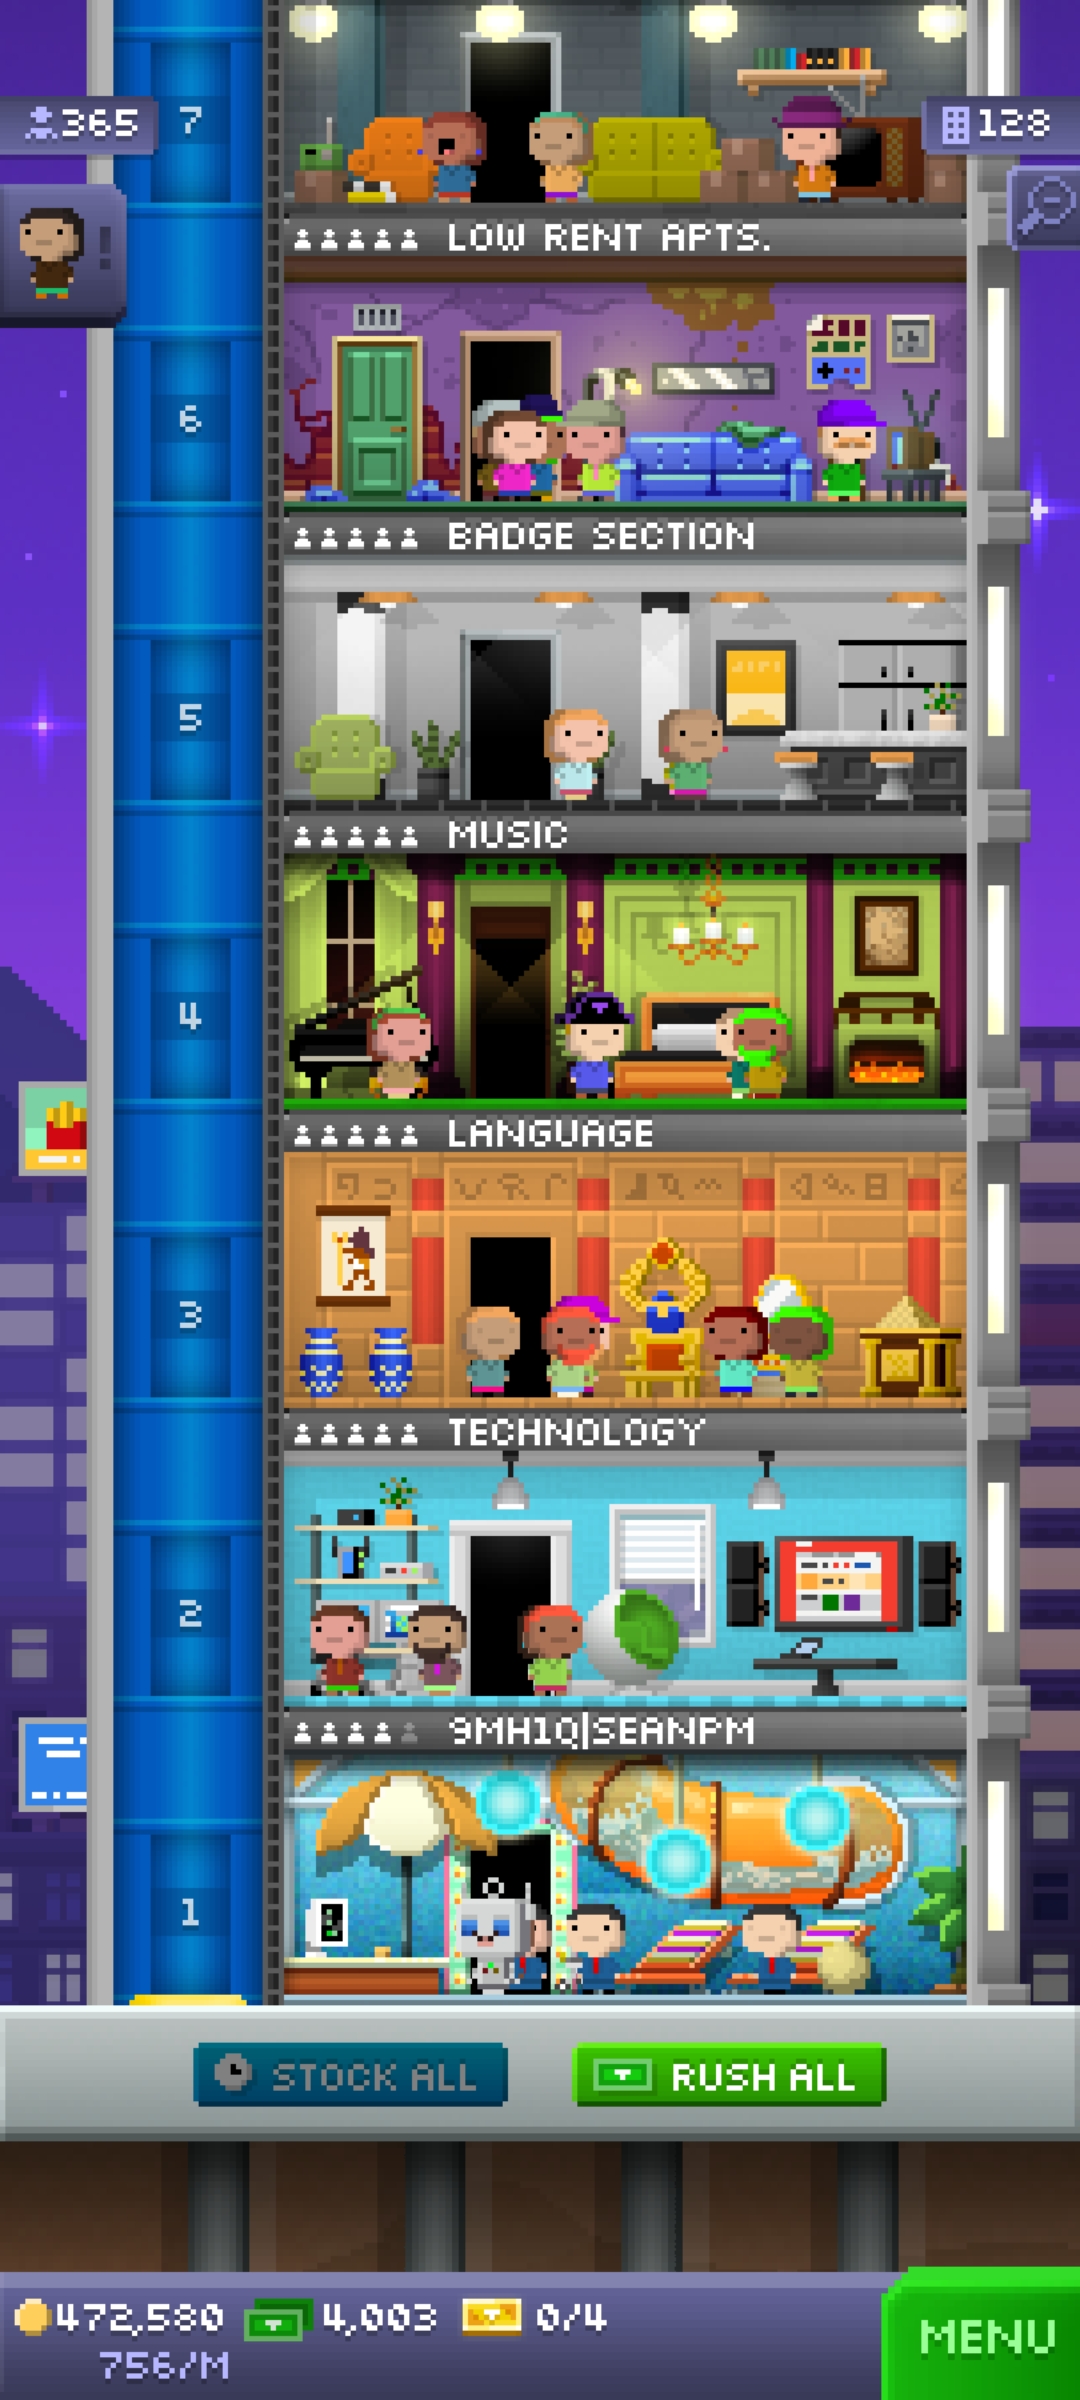 7
365
128
LOW RENT APTS.
6
BADGE SECTION
5
MUSIC
4
LANGUAGE
3
TECHNOLOGY
2
9MH1Q|SEANPM
1
STOCK ALL
RUSH ALL
472,580
4,003
0/4
756/M
MENU